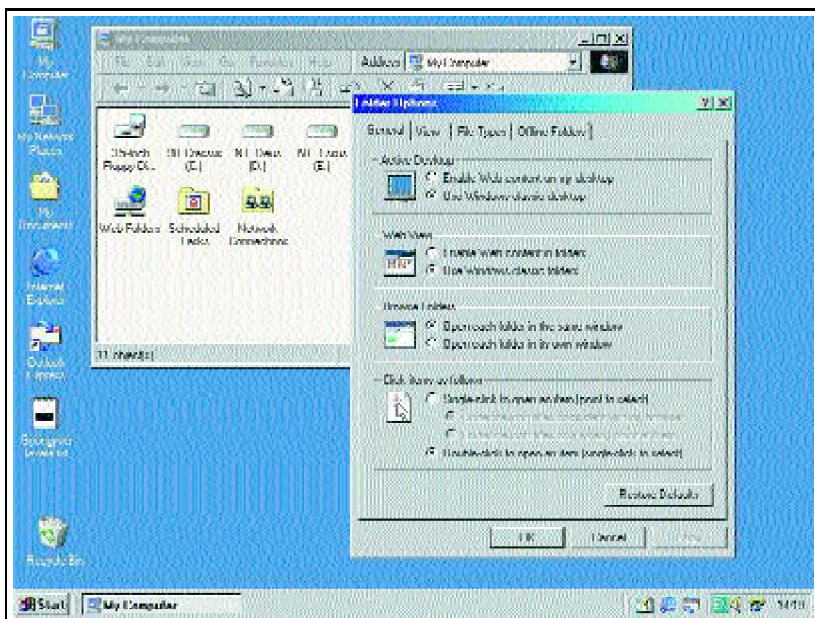 My Computer
My Computer
Address My Computer
My Network Places
My Documents
Internet Explorer
Outlook Express
Recycle Bin
3.5-inch Floppy Di...
(C:)
(D:)
(E:)
Web Folders
Scheduled Tasks
Network Connections
11 object(s)
Folder Options
General View File Types Offline Folders
Active Desktop
Enable Web content on my desktop
Use Windows classic desktop
Web View
Enable Web content in folders
Use Windows classic folders
Browse Folders
Open each folder in the same window
Open each folder in its own window
Click items as follows
Single-click to open an item (point to select)
Double-click to open an item (single-click to select)
Restore Defaults
OK Cancel
Start My Computer